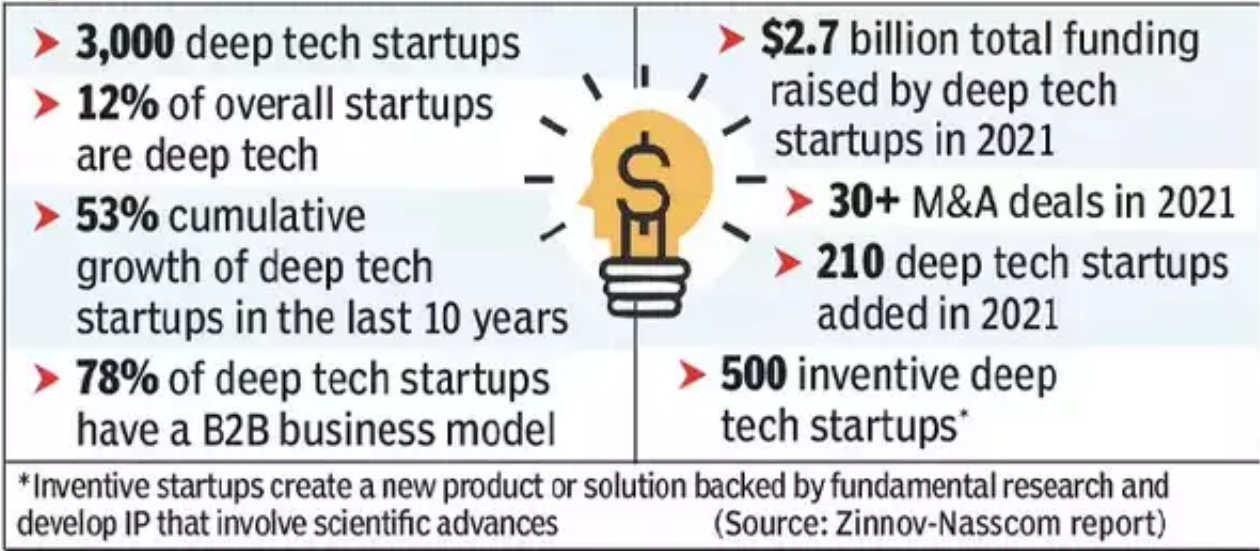 ➤ 3,000 deep tech startups
➤ 12% of overall startups
are deep tech
➤ 53% cumulative
growth of deep tech
startups in the last 10 years
➤ 78% of deep tech startups
have a B2B business model
➤ $2.7 billion total funding
raised by deep tech
startups in 2021
➤ 30+ M&A deals in 2021
➤ 210 deep tech startups
added in 2021
➤ 500 inventive deep
tech startups*
$
*Inventive startups create a new product or solution backed by fundamental research and
develop IP that involve scientific advances (Source: Zinnov-Nasscom report)